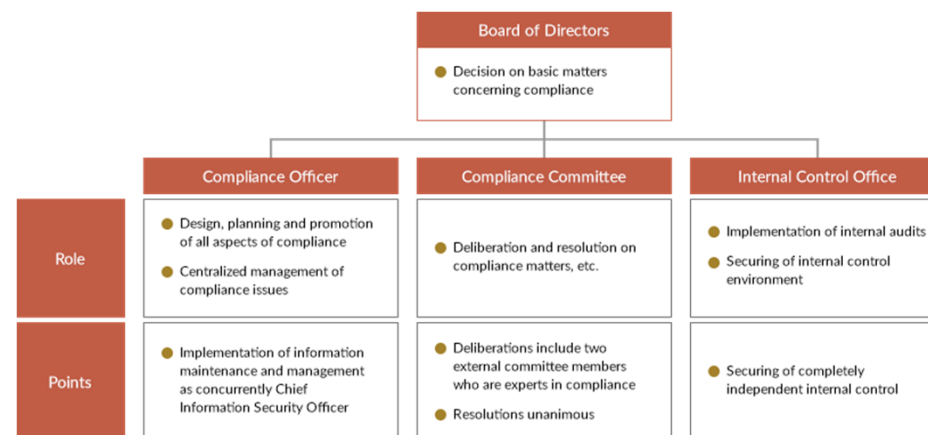 Board of Directors
Decision on basic matters
concerning compliance
Compliance Officer
Compliance Committee
Internal Control Office
Role
Design, planning and promotion
of all aspects of compliance
Centralized management of
compliance issues
Deliberation and resolution on
compliance matters, etc.
Implementation of internal audits
Securing of internal control
environment
Points
Implementation of information
maintenance and management
as concurrently Chief
Information Security Officer
Deliberations include two
external committee members
who are experts in compliance
Resolutions unanimous
Securing of completely
independent internal control